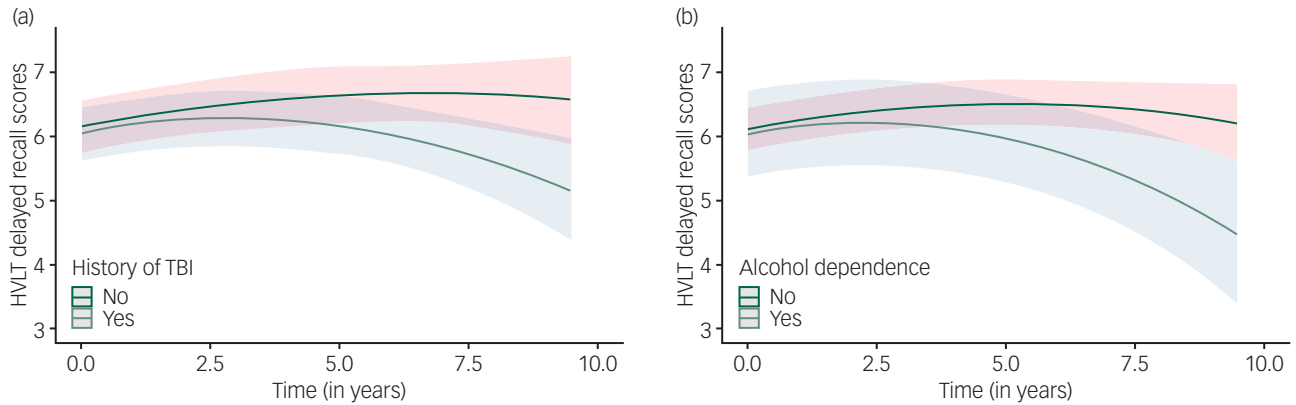 (a)
HVLT delayed recall scores
7
6
5
4
3
History of TBI
No
Yes
0.0 2.5 5.0 7.5 10.0
Time (in years)
(b)
HVLT delayed recall scores
7
6
5
4
3
Alcohol dependence
No
Yes
0.0 2.5 5.0 7.5 10.0
Time (in years)